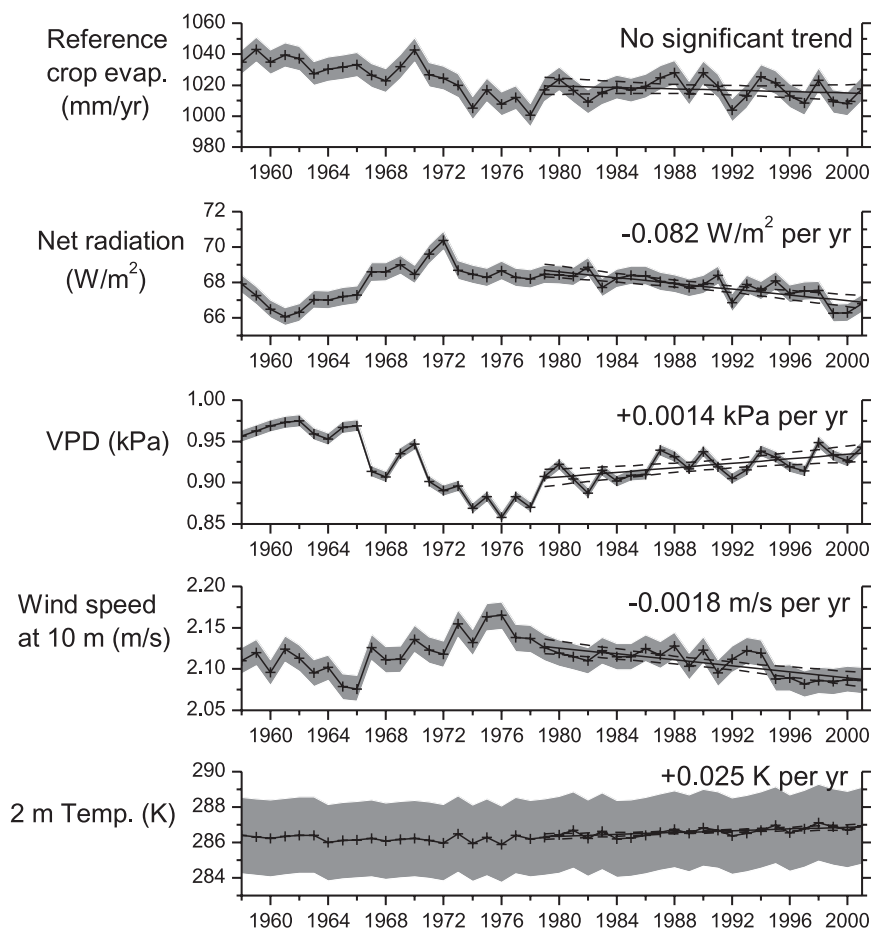 Reference
crop evap.
(mm/yr)
1060
1040
1020
1000
980
No significant trend
1960 1964 1968 1972 1976 1980 1984 1988 1992 1996 2000
Net radiation
(W/m²)
72
70
68
66
-0.082 W/m² per yr
1960 1964 1968 1972 1976 1980 1984 1988 1992 1996 2000
VPD (kPa)
1.00
0.95
0.90
0.85
+0.0014 kPa per yr
1960 1964 1968 1972 1976 1980 1984 1988 1992 1996 2000
Wind speed
at 10 m (m/s)
2.20
2.15
2.10
2.05
-0.0018 m/s per yr
1960 1964 1968 1972 1976 1980 1984 1988 1992 1996 2000
2 m Temp. (K)
290
288
286
284
+0.025 K per yr
1960 1964 1968 1972 1976 1980 1984 1988 1992 1996 2000